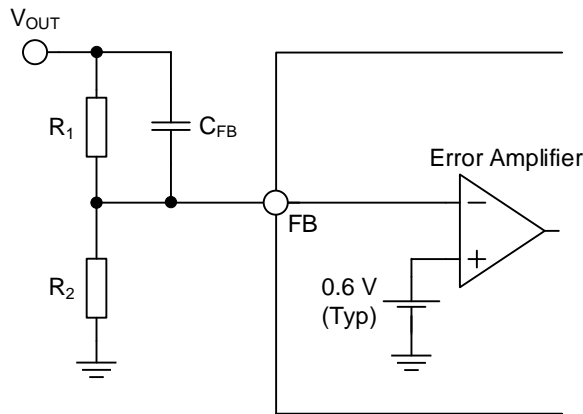 VOUT
R1
CFB
Error Amplifier
FB
−
+
R2
0.6 V
(Typ)